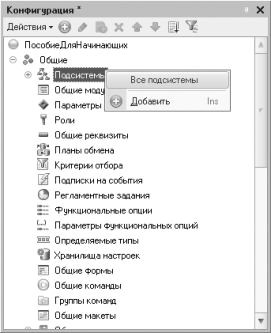 Конфигурация *
Действия
ПособиеДляНачинающих
Общие
Подсистемы
Все подсистемы
Общие моду
Добавить Ins
Параметры
Роли
Общие реквизиты
Планы обмена
Критерии отбора
Подписки на события
Регламентные задания
Функциональные опции
Параметры функциональных опций
Определяемые типы
Хранилища настроек
Общие формы
Общие команды
Группы команд
Общие макеты